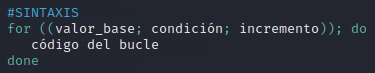 #SINTAXIS
for ((valor_base; condición; incremento)); do
código del bucle
done